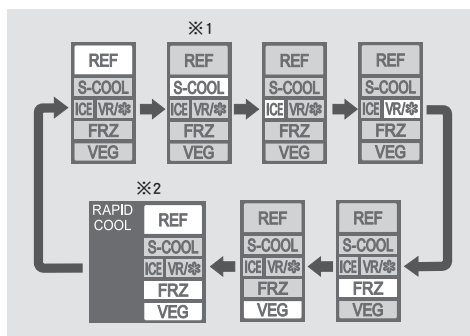 ※1
REF
S-COOL
ICE VR/❄
FRZ
VEG
REF
S-COOL
ICE VR/❄
FRZ
VEG
REF
S-COOL
ICE VR/❄
FRZ
VEG
REF
S-COOL
ICE VR/❄
FRZ
VEG
※2
RAPID
COOL
REF
S-COOL
ICE VR/❄
FRZ
VEG
REF
S-COOL
ICE VR/❄
FRZ
VEG
REF
S-COOL
ICE VR/❄
FRZ
VEG